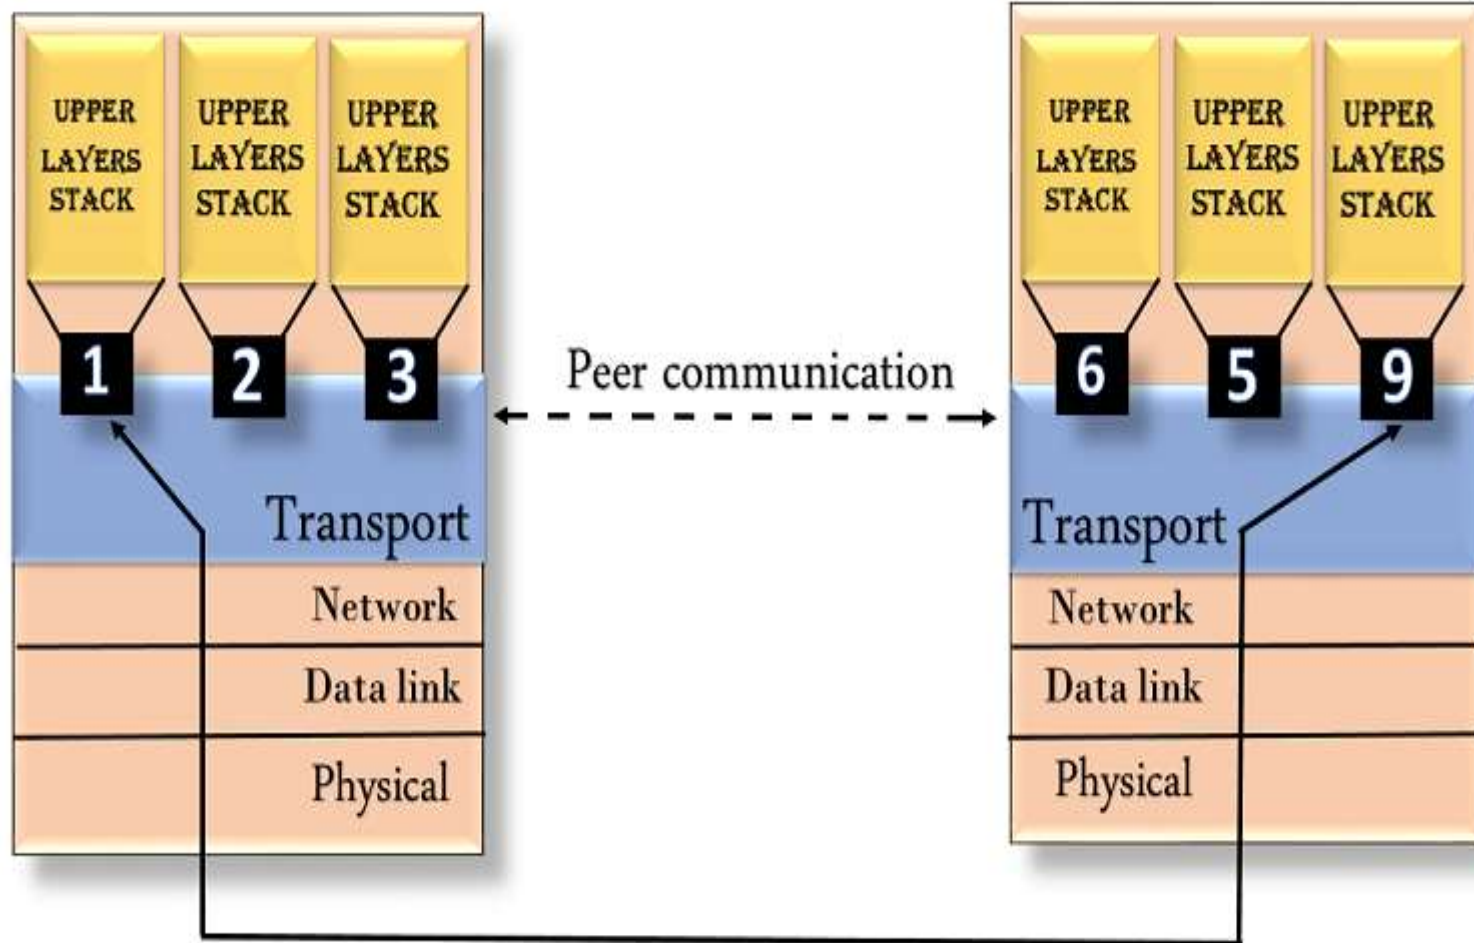 UPPER
LAYERS
STACK
UPPER
LAYERS
STACK
UPPER
LAYERS
STACK
1
2
3
Transport
Network
Data link
Physical
Peer communication
UPPER
LAYERS
STACK
UPPER
LAYERS
STACK
UPPER
LAYERS
STACK
6
5
9
Transport
Network
Data link
Physical